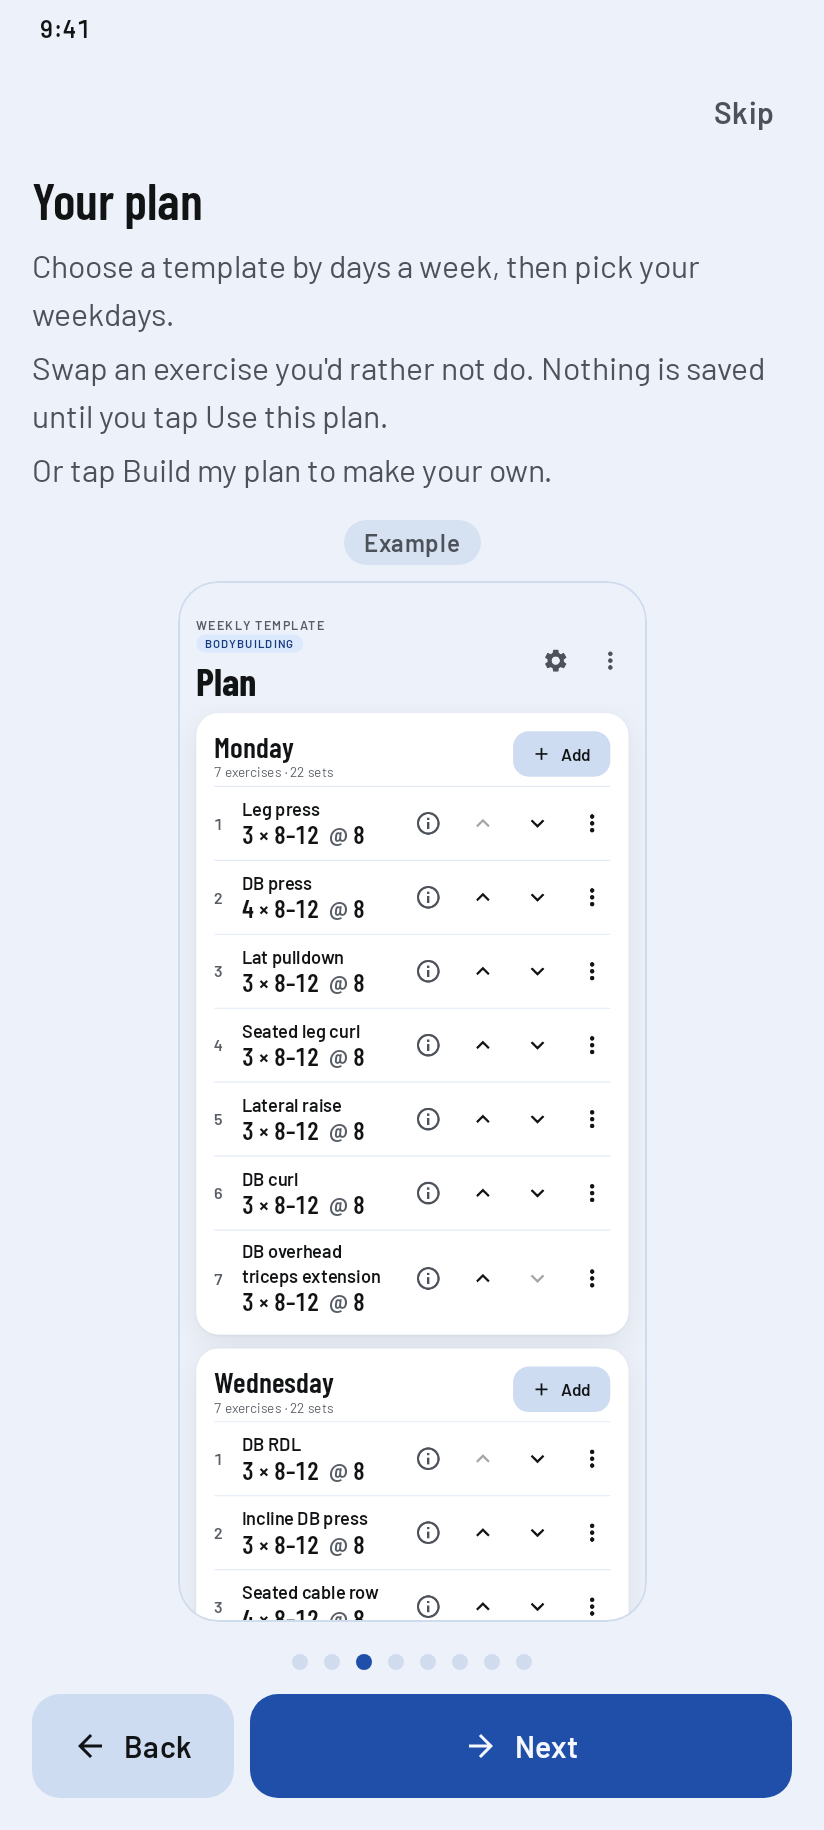 9:41
Skip
Your plan
Choose a template by days a week, then pick your
weekdays.
Swap an exercise you'd rather not do. Nothing is saved
until you tap Use this plan.
Or tap Build my plan to make your own.
Example
WEEKLY TEMPLATE
BODYBUILDING
Plan
Monday
7 exercises · 22 sets
+ Add
1 Leg press
3 × 8–12 @ 8
2 DB press
4 × 8–12 @ 8
3 Lat pulldown
3 × 8–12 @ 8
4 Seated leg curl
3 × 8–12 @ 8
5 Lateral raise
3 × 8–12 @ 8
6 DB curl
3 × 8–12 @ 8
7 DB overhead
triceps extension
3 × 8–12 @ 8
Wednesday
7 exercises · 22 sets
+ Add
1 DB RDL
3 × 8–12 @ 8
2 Incline DB press
3 × 8–12 @ 8
3 Seated cable row
4 × 8–12 @ 8
Back
Next